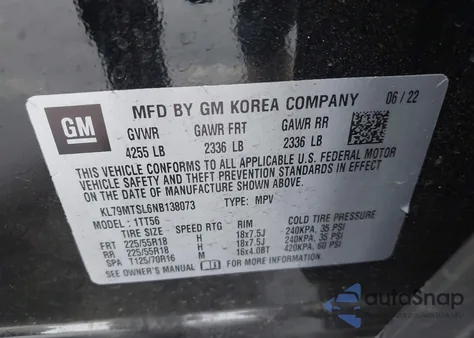 GM
MFD BY GM KOREA COMPANY 06/22
GVWR GAWR FRT GAWR RR
4255 LB 2336 LB 2336 LB
THIS VEHICLE CONFORMS TO ALL APPLICABLE U.S. FEDERAL MOTOR
VEHICLE SAFETY, BUMPER, AND THEFT PREVENTION STANDARDS IN EFFECT
ON THE DATE OF MANUFACTURE SHOWN ABOVE.
KL79MTSL6NB138073 TYPE: MPV
MODEL: 1TT56
TIRE SIZE SPEED RTG RIM COLD TIRE PRESSURE
FRT 225/55R18 H 18x7.5J 240KPA, 35 PSI
RR 225/55R18 H 18x7.5J 240KPA, 35 PSI
SPA T125/70R16 M 16x4.0BT 420KPA, 60 PSI
SEE OWNER'S MANUAL FOR ADDITIONAL INFORMATION.
autoSnap